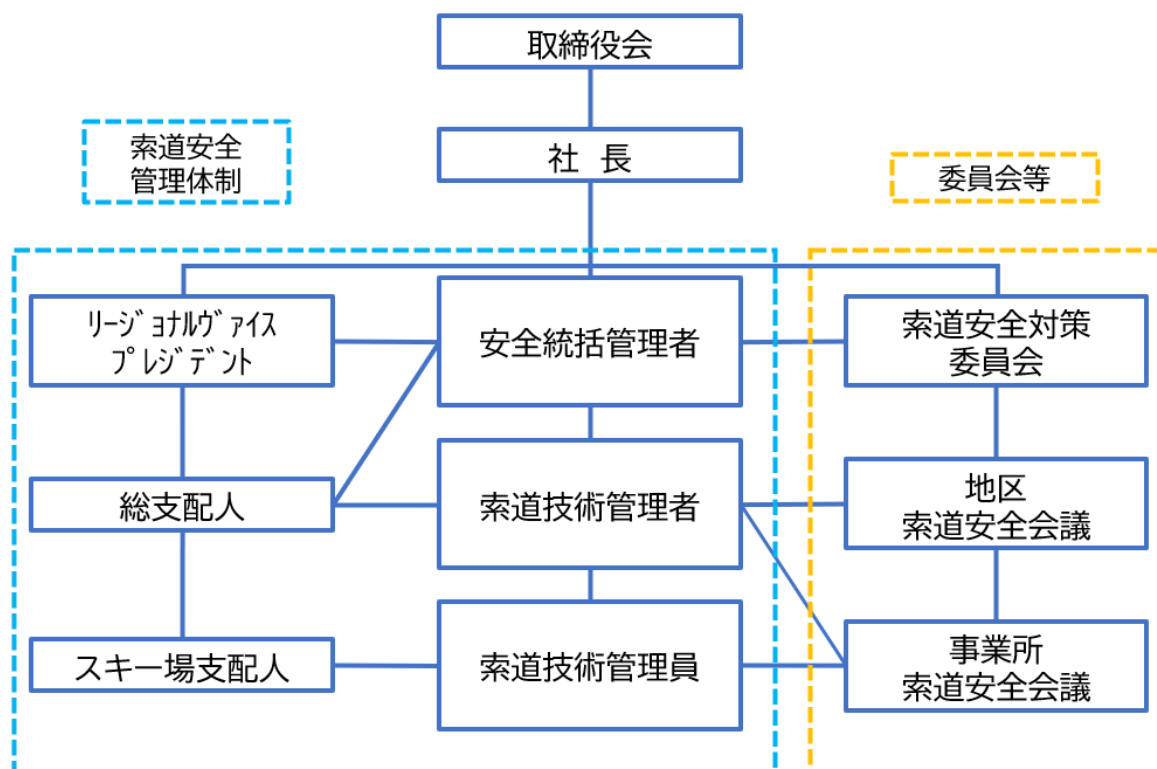 取締役会
社 長
索道安全
管理体制
委員会等
ﾘｰｼﾞｮﾅﾙｳﾞｧｲｽ
ﾌﾟﾚｼﾞﾃﾞﾝﾄ
安全統括管理者
索道安全対策
委員会
総支配人
索道技術管理者
地区
索道安全会議
スキー場支配人
索道技術管理員
事業所
索道安全会議